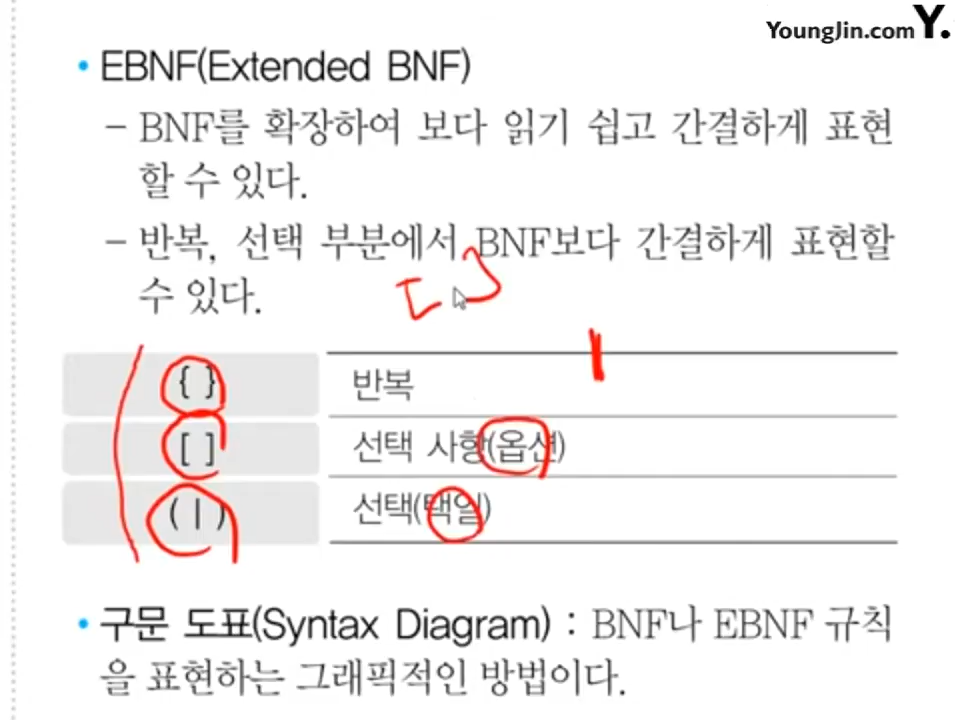 YoungJin.com Y.
• EBNF(Extended BNF)
– BNF를 확장하여 보다 읽기 쉽고 간결하게 표현
할 수 있다.
– 반복, 선택 부분에서 BNF보다 간결하게 표현할
수 있다.
[ ]
{ } 반복
[ ] 선택 사항(옵션)
( | ) 선택(택일)
• 구문 도표(Syntax Diagram) : BNF나 EBNF 규칙
을 표현하는 그래픽적인 방법이다.